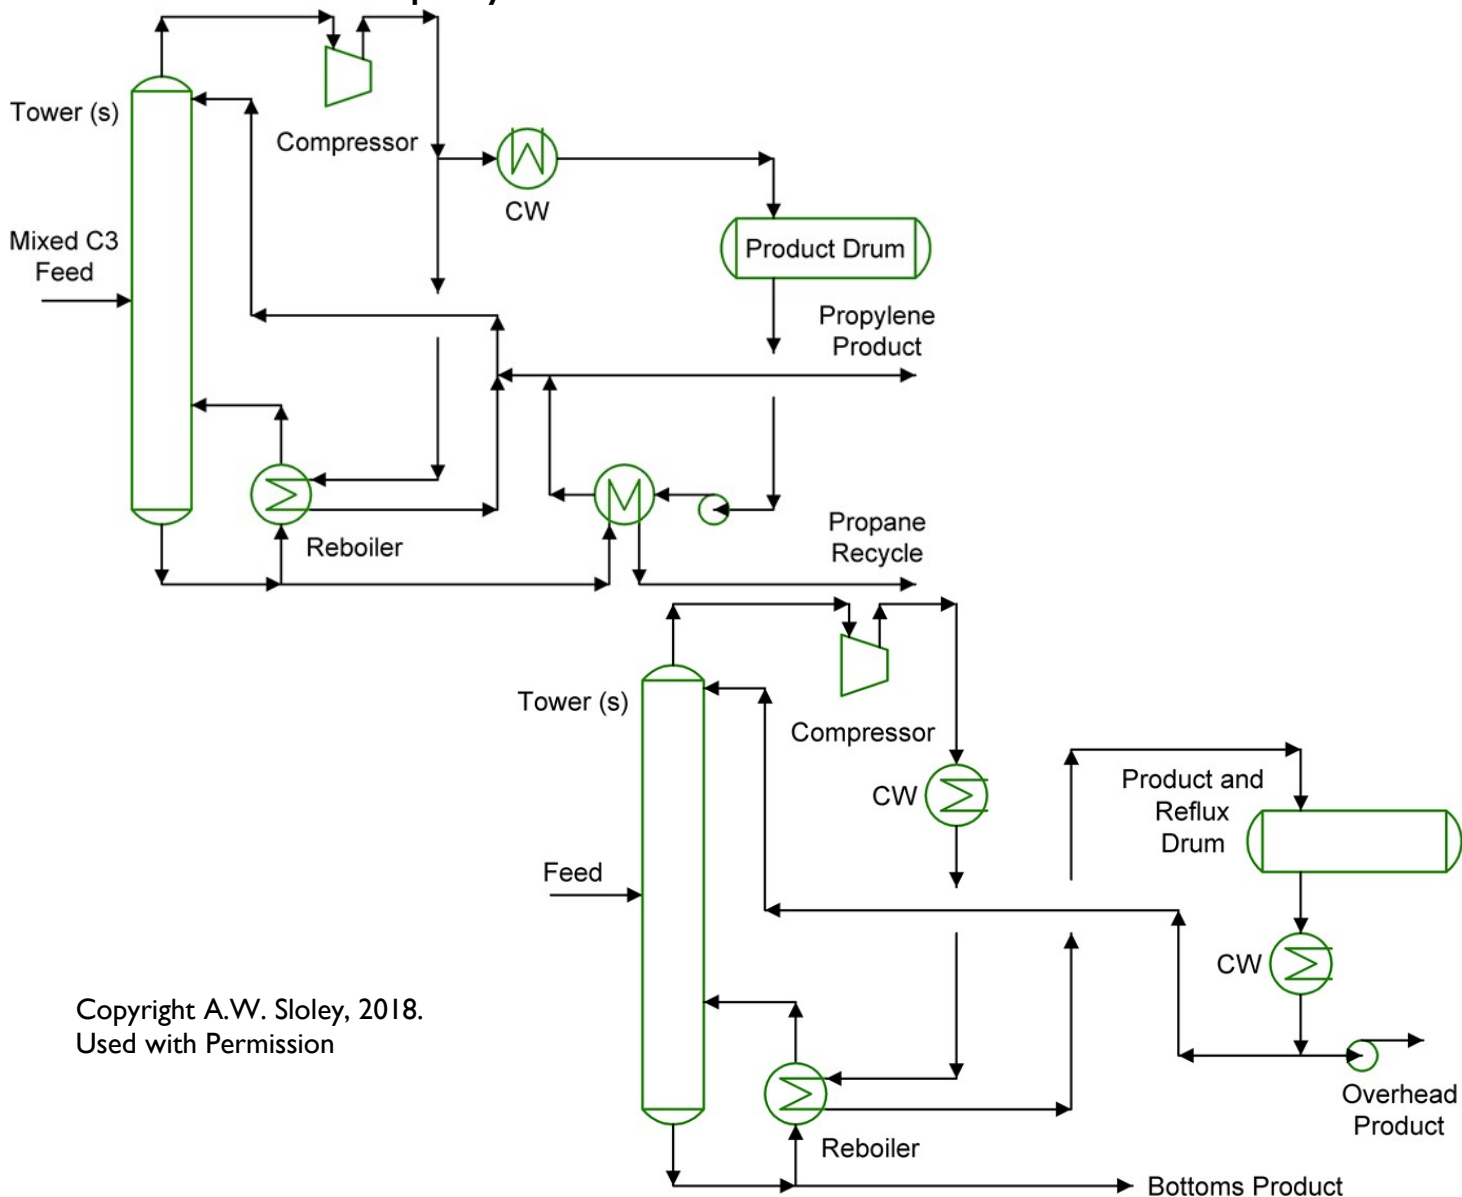 Tower (s)
Compressor
CW
Mixed C3
Feed
Product Drum
Propylene
Product
Reboiler
Propane
Recycle
Tower (s)
Compressor
CW
Product and
Reflux
Drum
Feed
CW
Copyright A.W. Sloley, 2018.
Used with Permission
Reboiler
Overhead
Product
Bottoms Product